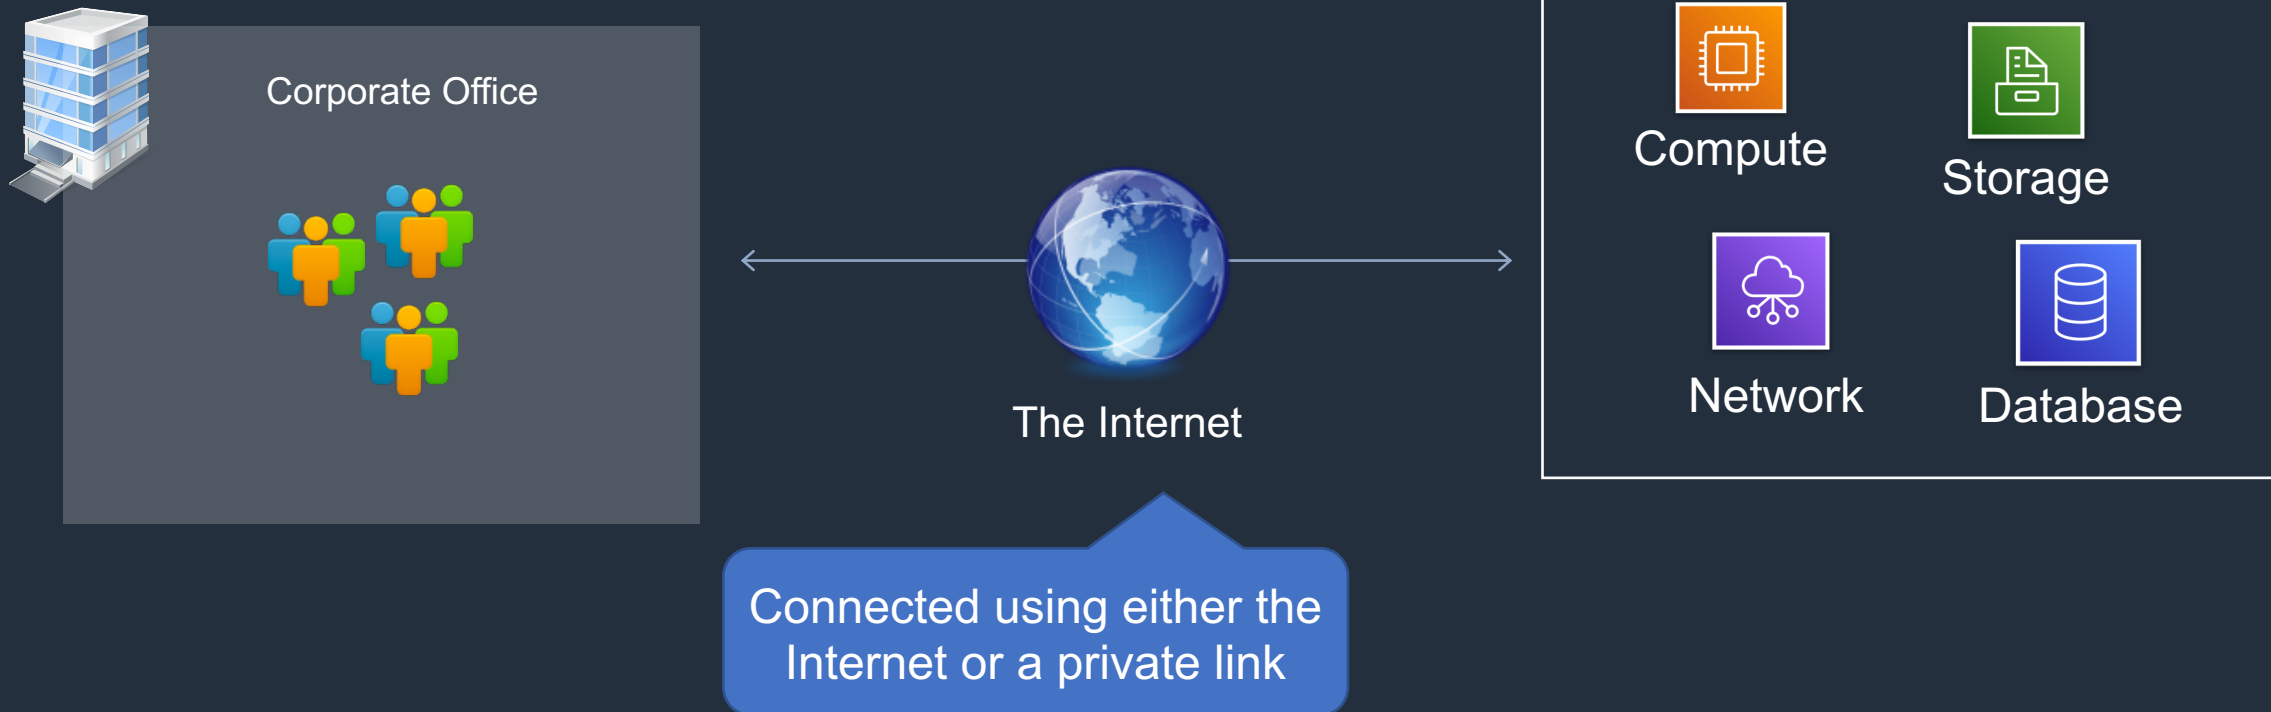 Corporate Office
The Internet
Connected using either the
Internet or a private link
Compute
Storage
Network
Database